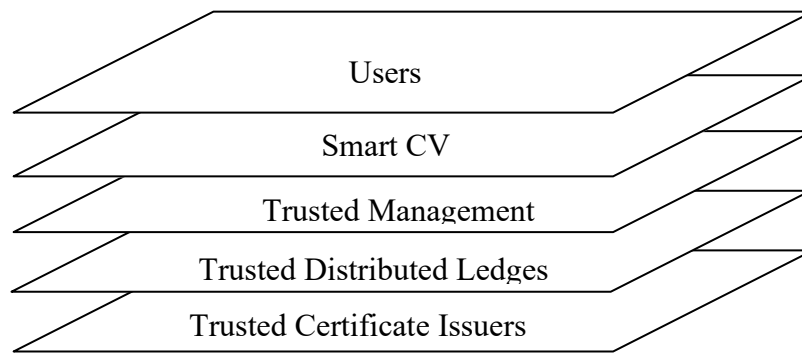 Users
Smart CV
Trusted Management
Trusted Distributed Ledges
Trusted Certificate Issuers